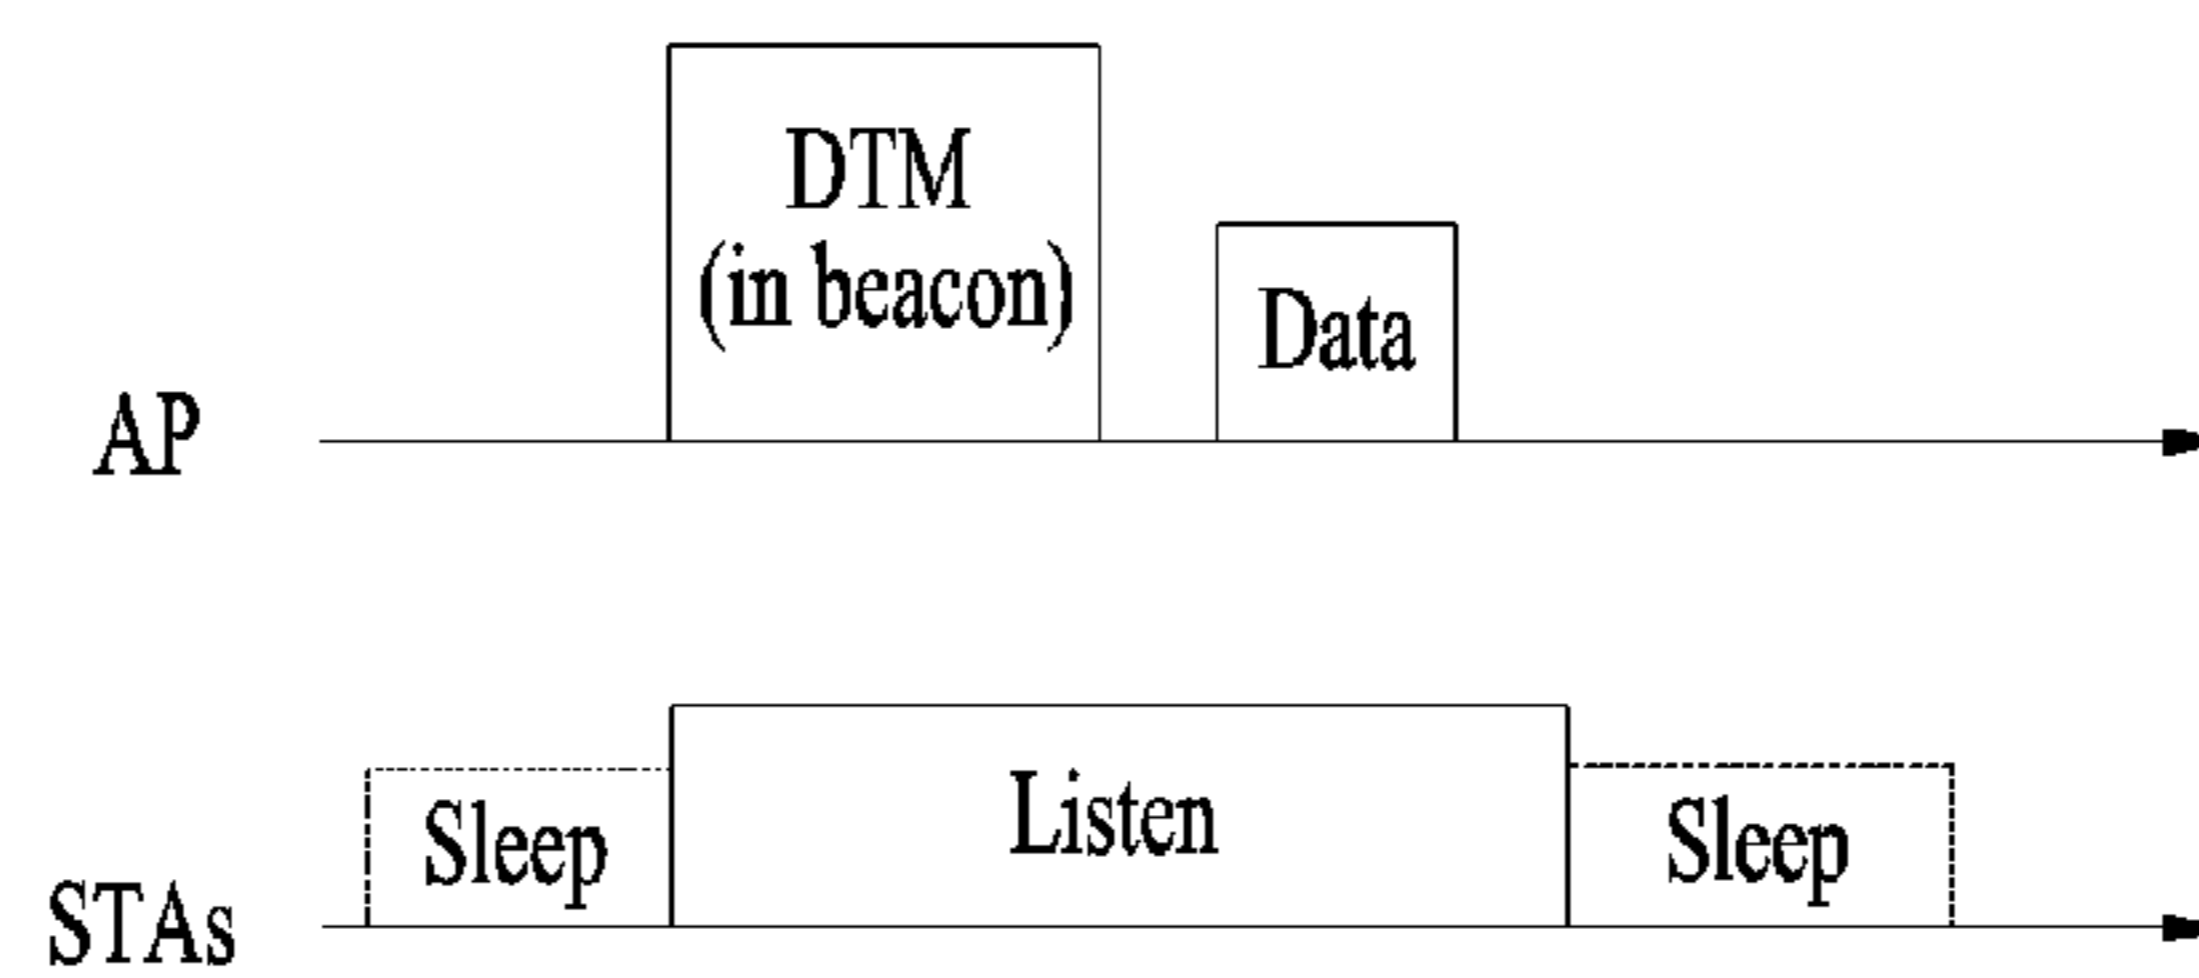 DTM
(in beacon)
Data
AP
Listen
Sleep
Sleep
STAs